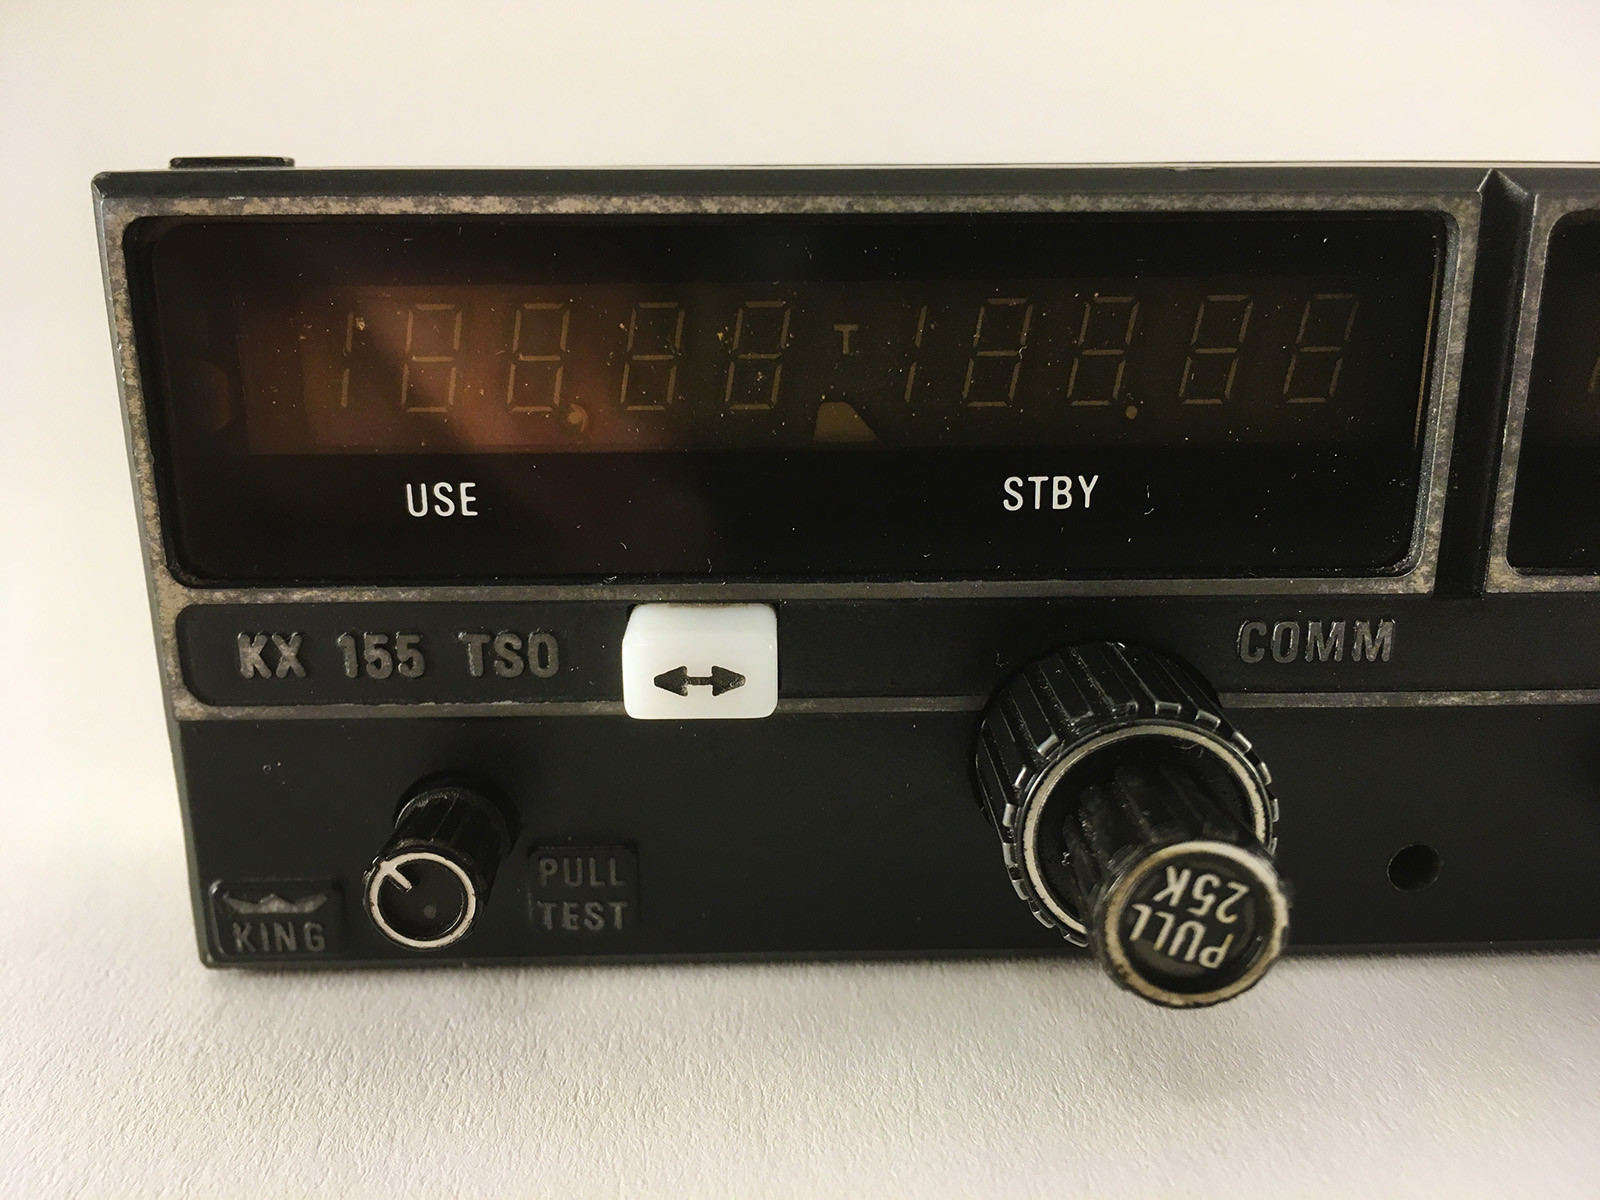 T
USE STBY
KX 155 TSO
COMM
PULL
25K
PULL
TEST
KING